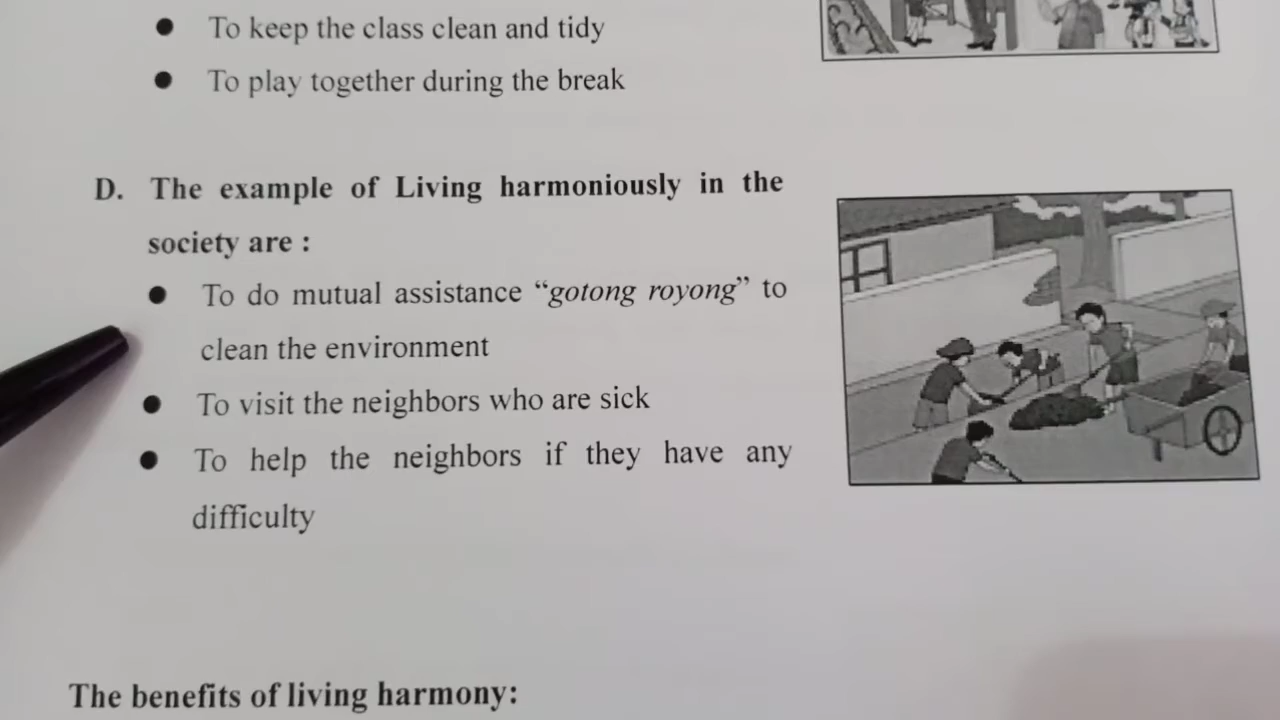 ● To keep the class clean and tidy
● To play together during the break
D. The example of Living harmoniously in the
society are :
● To do mutual assistance “gotong royong” to
clean the environment
● To visit the neighbors who are sick
● To help the neighbors if they have any
difficulty
The benefits of living harmony: